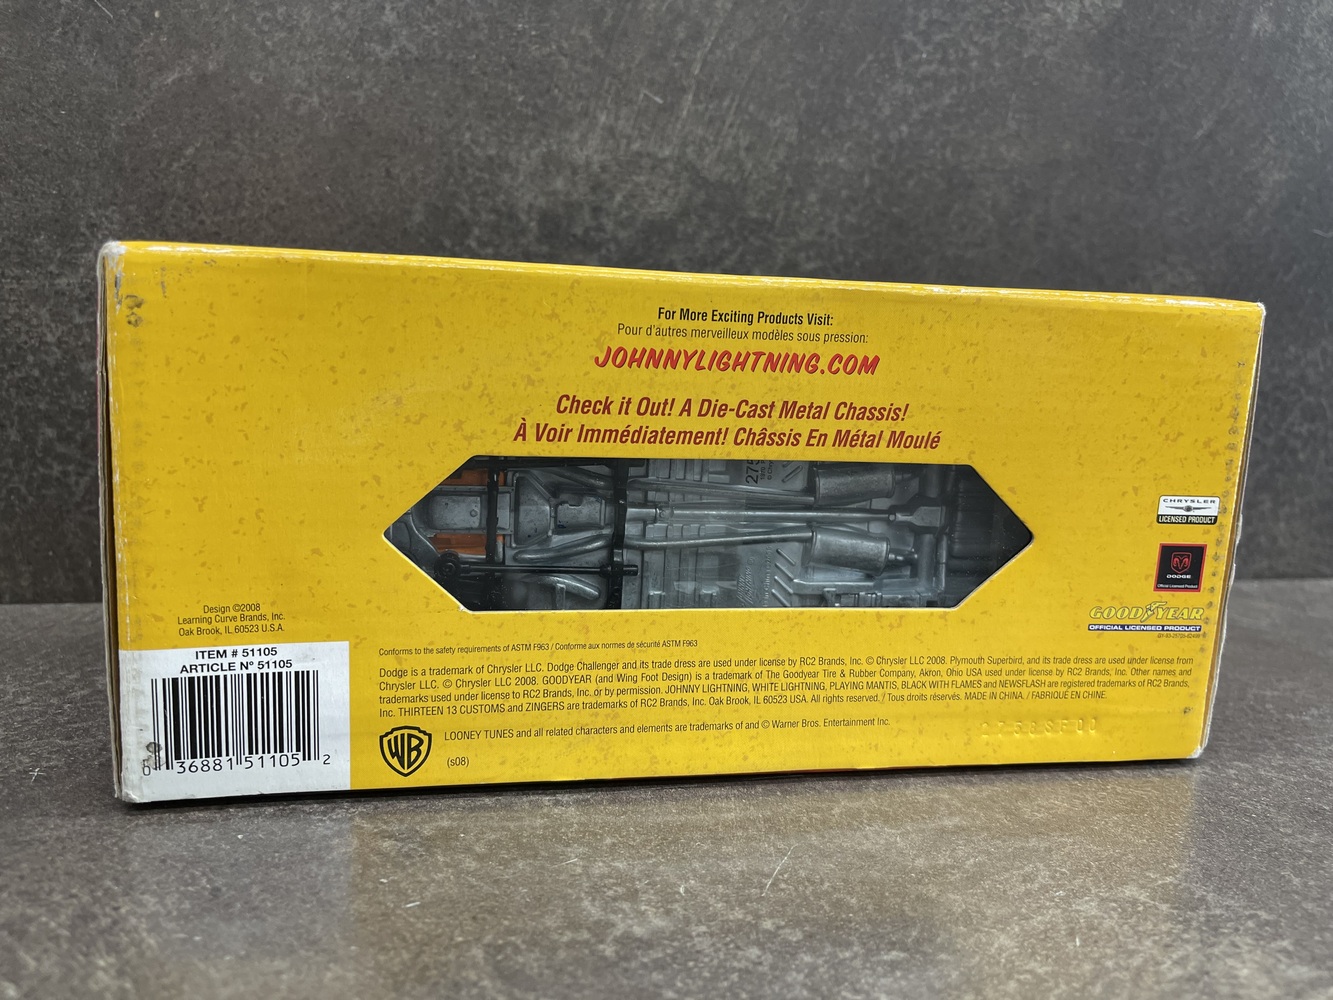 For More Exciting Products Visit:
Pour d'autres merveilleux modèles sous pression:
JOHNNYLIGHTNING.COM
Check it Out! A Die-Cast Metal Chassis!
À Voir Immédiatement! Châssis En Métal Moulé
275
CHRYSLER
LICENSED PRODUCT
DODGE
Official Licensed Product
GOODYEAR
OFFICIAL LICENSED PRODUCT
Design ©2008
Learning Curve Brands, Inc.
Oak Brook, IL 60523 U.S.A.
ITEM # 51105
ARTICLE N° 51105
0 36881 51105 2
Conforms to the safety requirements of ASTM F963 / Conforme aux normes de sécurité ASTM F963
Dodge is a trademark of Chrysler LLC. Dodge Challenger and its trade dress are used under license by RC2 Brands, Inc. © Chrysler LLC 2008. Plymouth Superbird, and its trade dress are used under license from
Chrysler LLC. © Chrysler LLC 2008. GOODYEAR (and Wing Foot Design) is a trademark of The Goodyear Tire & Rubber Company, Akron, Ohio USA used under license by RC2 Brands, Inc. Other names and
trademarks used under license to RC2 Brands, Inc. or by permission. JOHNNY LIGHTNING, WHITE LIGHTNING, PLAYING MANTIS, BLACK WITH FLAMES and NEWSFLASH are registered trademarks of RC2 Brands,
Inc. THIRTEEN 13 CUSTOMS and ZINGERS are trademarks of RC2 Brands, Inc. Oak Brook, IL 60523 USA. All rights reserved. / Tous droits réservés. MADE IN CHINA. / FABRIQUÉ EN CHINE.
WB
LOONEY TUNES and all related characters and elements are trademarks of and © Warner Bros. Entertainment Inc.
(s08)